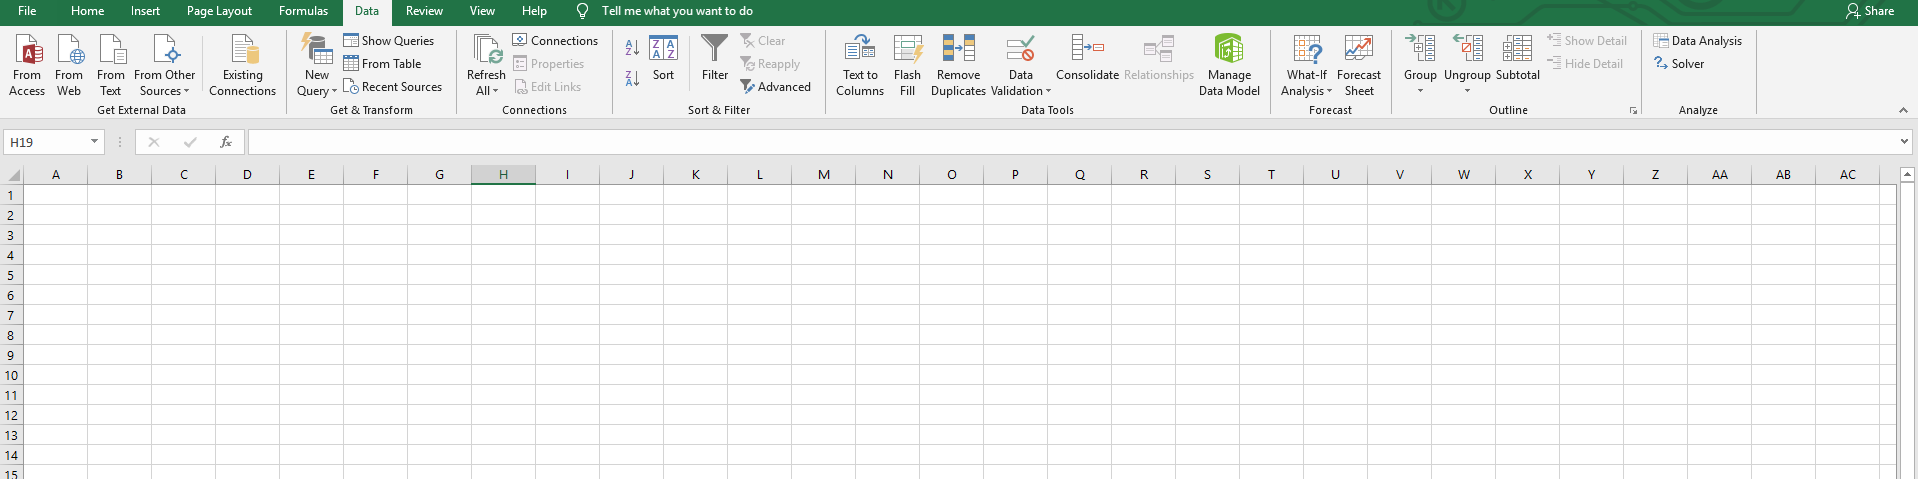 File Home Insert Page Layout Formulas Data Review View Help Tell me what you want to do Share
From Access
From Web
From Text
From Other Sources
Existing Connections
Get External Data
New Query
Show Queries
From Table
Recent Sources
Get & Transform
Refresh All
Connections
Properties
Edit Links
Connections
A Z
Z A
Z A A Z
Sort
Filter
Clear
Reapply
Advanced
Sort & Filter
Text to Columns
Flash Fill
Remove Duplicates
Data Validation
Consolidate
Relationships
Manage Data Model
Data Tools
What-If Analysis
Forecast Sheet
Forecast
Group
Ungroup
Subtotal
Show Detail
Hide Detail
Outline
Data Analysis
Solver
Analyze
H19 fx
A B C D E F G H I J K L M N O P Q R S T U V W X Y Z AA AB AC
1
2
3
4
5
6
7
8
9
10
11
12
13
14
15